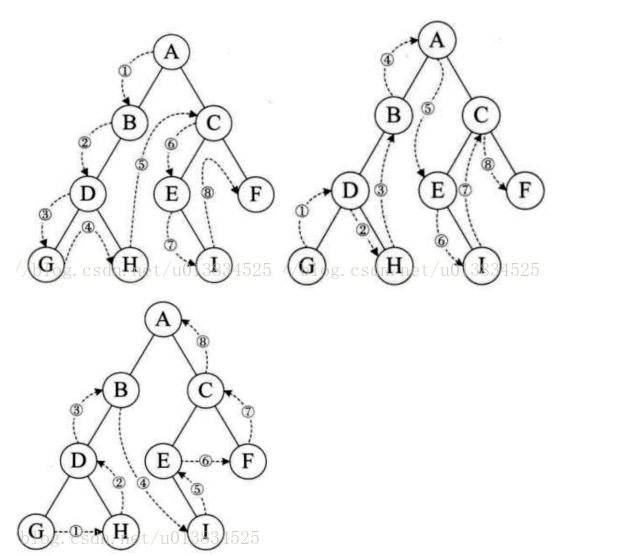 A
①
B
C
②
⑤
⑥
D
E
⑧
F
③
④
⑦
G
H
I
//blog.csdn.net/u013834525
A
④
⑤
B
C
⑧
D
③
E
⑦
F
①
②
⑥
G
H
I
//blog.csdn.net/u013834525
A
⑧
B
C
③
⑦
D
E
⑥
F
②
④
⑤
G
①
H
I
blog.csdn.net/u013834525